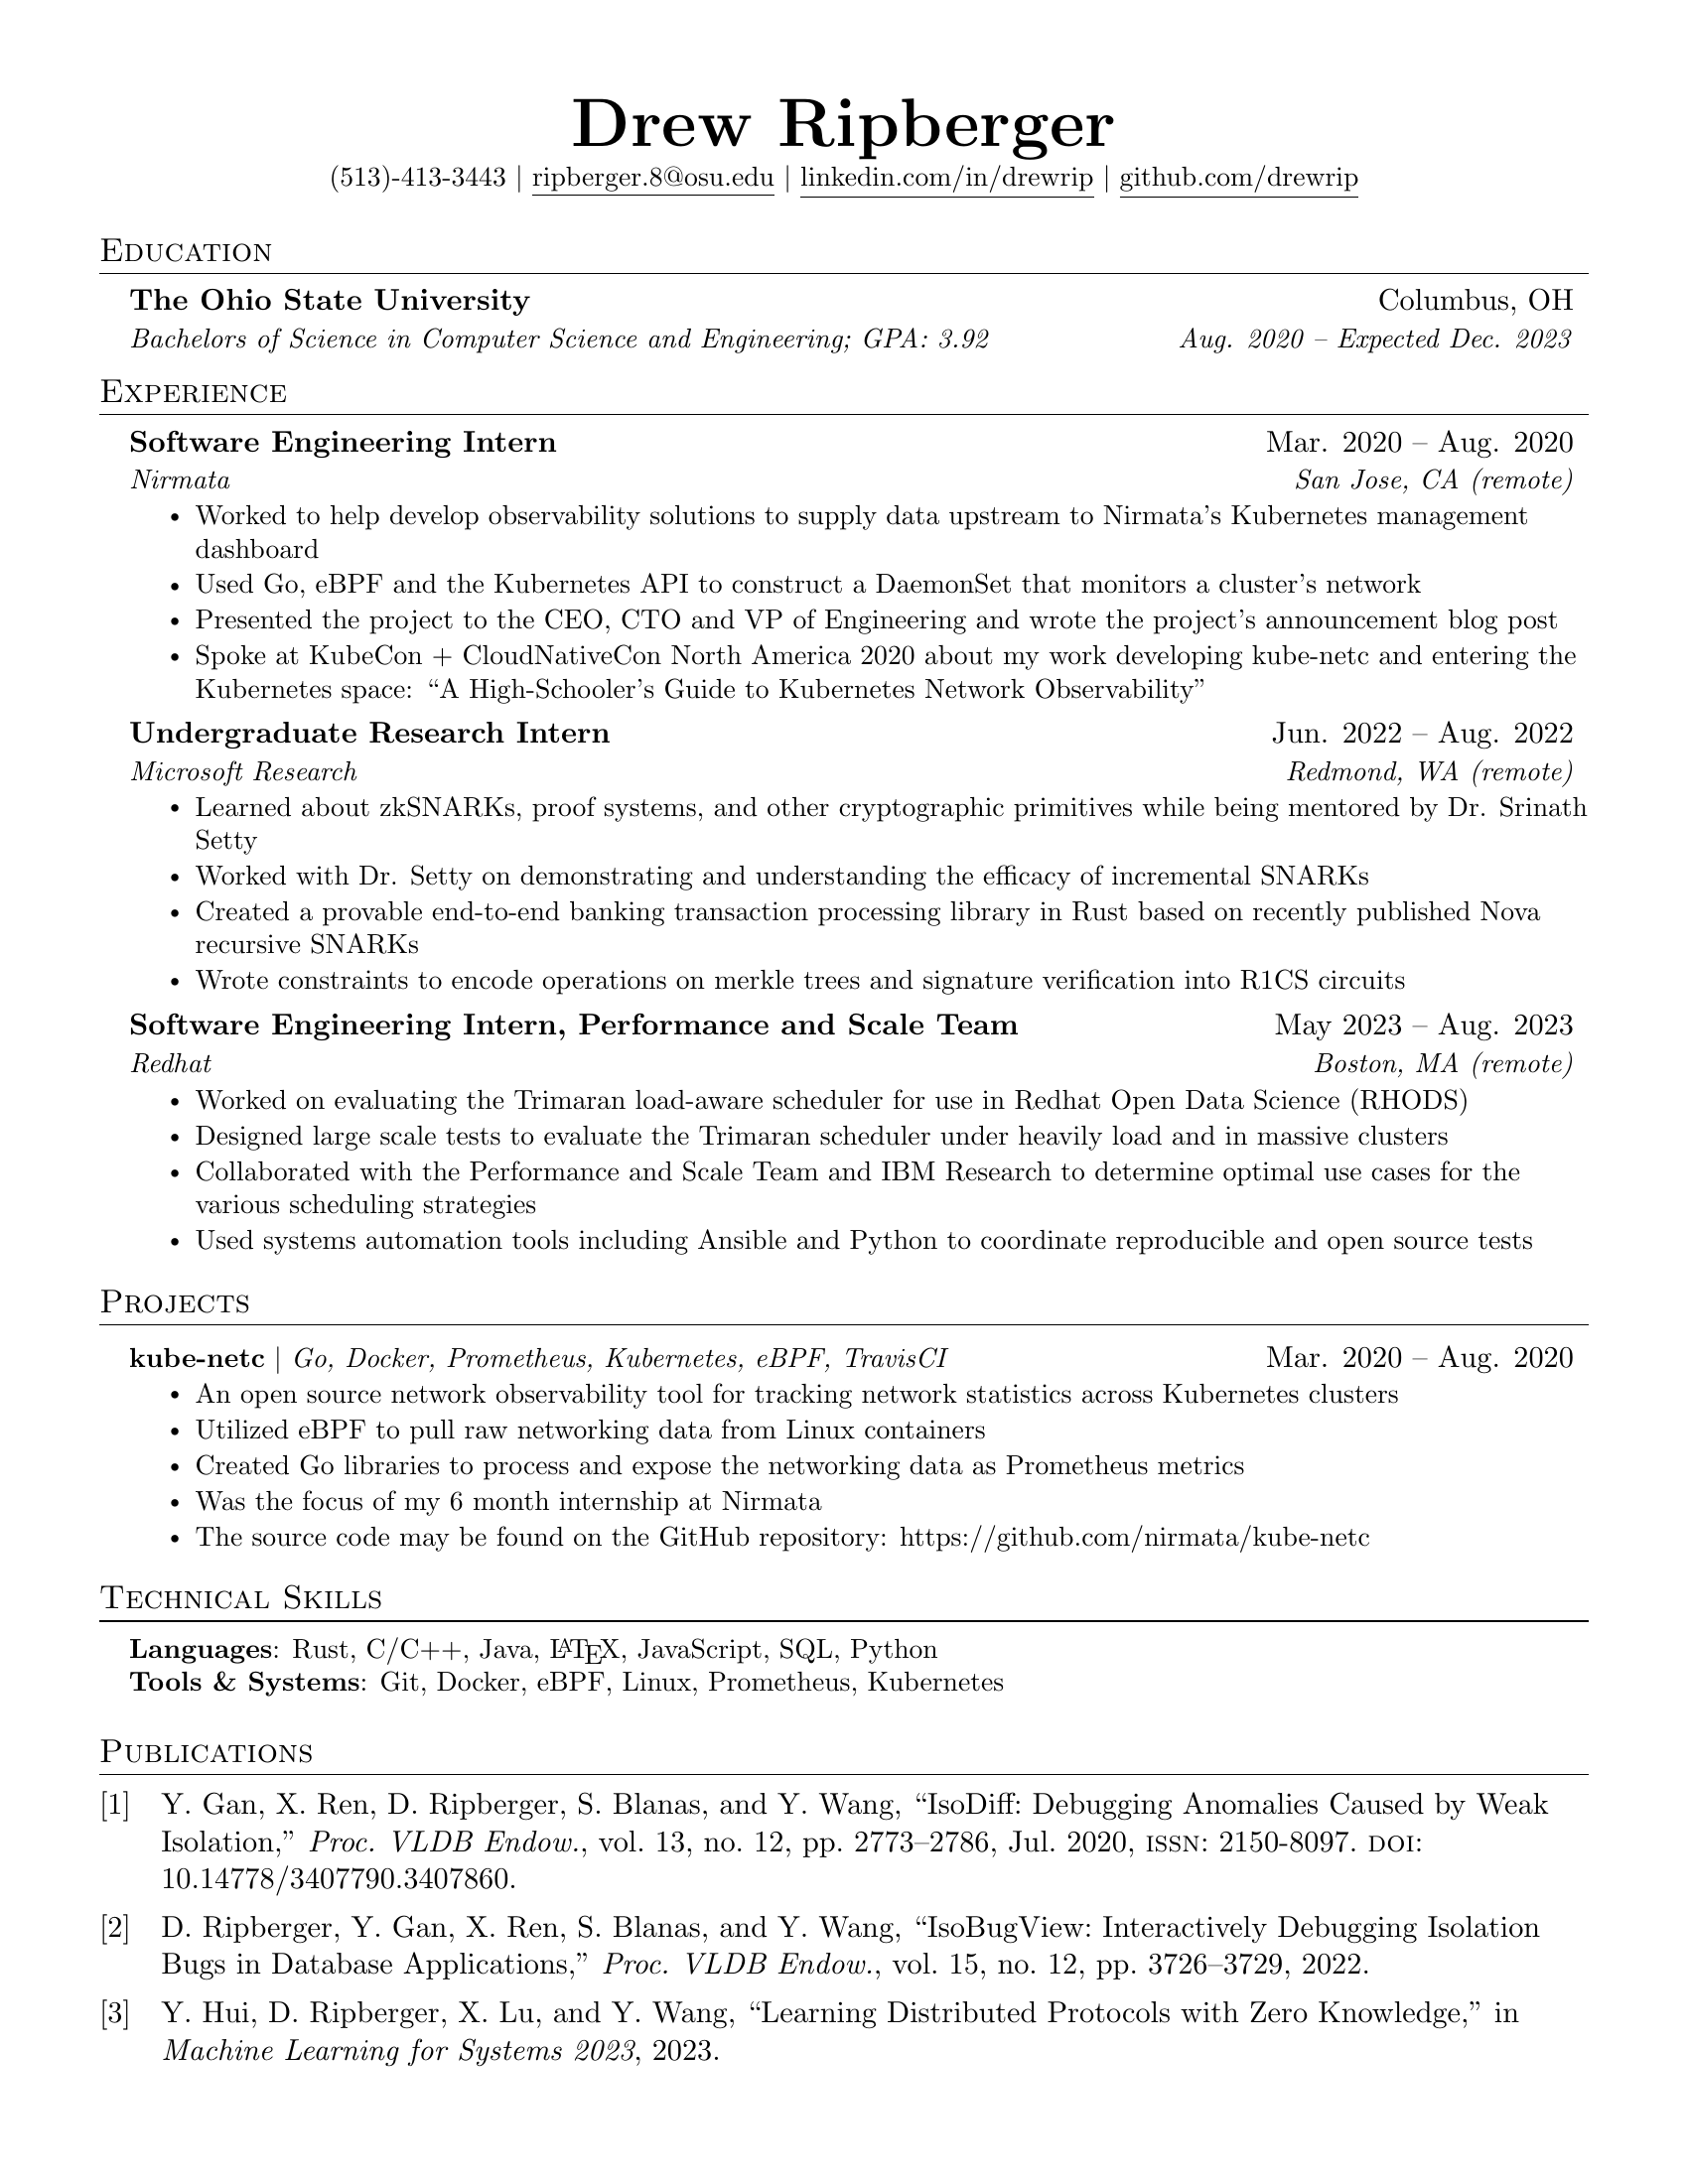 Drew Ripberger
(513)-413-3443 | ripberger.8@osu.edu | linkedin.com/in/drewrip | github.com/drewrip
Education
The Ohio State University Columbus, OH
Bachelors of Science in Computer Science and Engineering; GPA: 3.92 Aug. 2020 – Expected Dec. 2023
Experience
Software Engineering Intern Mar. 2020 – Aug. 2020
Nirmata San Jose, CA (remote)
• Worked to help develop observability solutions to supply data upstream to Nirmata's Kubernetes management
dashboard
• Used Go, eBPF and the Kubernetes API to construct a DaemonSet that monitors a cluster's network
• Presented the project to the CEO, CTO and VP of Engineering and wrote the project's announcement blog post
• Spoke at KubeCon + CloudNativeCon North America 2020 about my work developing kube-netc and entering the
Kubernetes space: “A High-Schooler's Guide to Kubernetes Network Observability”
Undergraduate Research Intern Jun. 2022 – Aug. 2022
Microsoft Research Redmond, WA (remote)
• Learned about zkSNARKs, proof systems, and other cryptographic primitives while being mentored by Dr. Srinath
Setty
• Worked with Dr. Setty on demonstrating and understanding the efficacy of incremental SNARKs
• Created a provable end-to-end banking transaction processing library in Rust based on recently published Nova
recursive SNARKs
• Wrote constraints to encode operations on merkle trees and signature verification into R1CS circuits
Software Engineering Intern, Performance and Scale Team May 2023 – Aug. 2023
Redhat Boston, MA (remote)
• Worked on evaluating the Trimaran load-aware scheduler for use in Redhat Open Data Science (RHODS)
• Designed large scale tests to evaluate the Trimaran scheduler under heavily load and in massive clusters
• Collaborated with the Performance and Scale Team and IBM Research to determine optimal use cases for the
various scheduling strategies
• Used systems automation tools including Ansible and Python to coordinate reproducible and open source tests
Projects
kube-netc | Go, Docker, Prometheus, Kubernetes, eBPF, TravisCI Mar. 2020 – Aug. 2020
• An open source network observability tool for tracking network statistics across Kubernetes clusters
• Utilized eBPF to pull raw networking data from Linux containers
• Created Go libraries to process and expose the networking data as Prometheus metrics
• Was the focus of my 6 month internship at Nirmata
• The source code may be found on the GitHub repository: https://github.com/nirmata/kube-netc
Technical Skills
Languages: Rust, C/C++, Java, LATEX, JavaScript, SQL, Python
Tools & Systems: Git, Docker, eBPF, Linux, Prometheus, Kubernetes
Publications
[1] Y. Gan, X. Ren, D. Ripberger, S. Blanas, and Y. Wang, “IsoDiff: Debugging Anomalies Caused by Weak
Isolation,” Proc. VLDB Endow., vol. 13, no. 12, pp. 2773–2786, Jul. 2020, ISSN: 2150-8097. DOI:
10.14778/3407790.3407860.
[2] D. Ripberger, Y. Gan, X. Ren, S. Blanas, and Y. Wang, “IsoBugView: Interactively Debugging Isolation
Bugs in Database Applications,” Proc. VLDB Endow., vol. 15, no. 12, pp. 3726–3729, 2022.
[3] Y. Hui, D. Ripberger, X. Lu, and Y. Wang, “Learning Distributed Protocols with Zero Knowledge,” in
Machine Learning for Systems 2023, 2023.